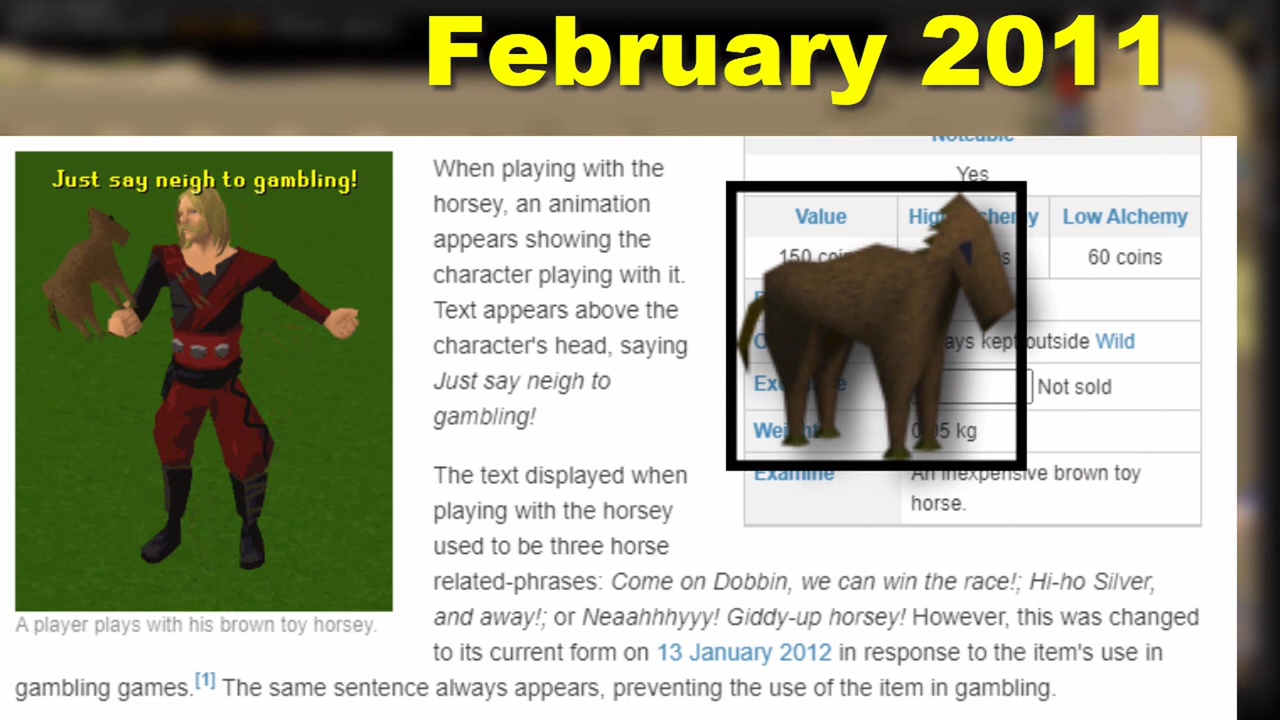 February 2011
Just say neigh to gambling!
A player plays with his brown toy horsey.
When playing with the
horsey, an animation
appears showing the
character playing with it.
Text appears above the
character's head, saying
Just say neigh to
gambling!
The text displayed when
playing with the horsey
used to be three horse
related-phrases: Come on Dobbin, we can win the race!; Hi-ho Silver,
and away!; or Neaahhhyyy! Giddy-up horsey! However, this was changed
to its current form on 13 January 2012 in response to the item's use in
gambling games.[1] The same sentence always appears, preventing the use of the item in gambling.
Noteable
Yes
Value Low Alchemy
150 60 coins
kept outside Wild
Not sold
kg
Examine An inexpensive brown toy
horse.